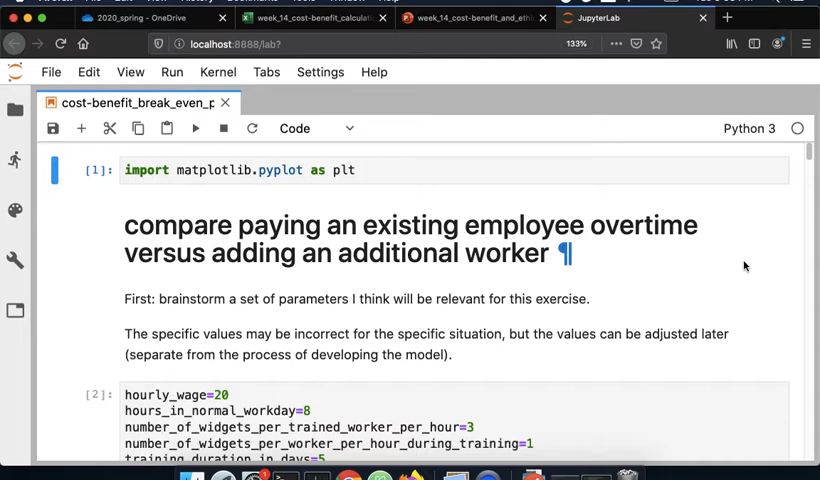 2020_spring - OneDrive
week_14_cost-benefit_calculati
week_14_cost-benefit_and_ethi
JupyterLab
localhost:8888/lab?
133%
File Edit View Run Kernel Tabs Settings Help
cost-benefit_break_even_p
Code
Python 3
[1]: import matplotlib.pyplot as plt
compare paying an existing employee overtime
versus adding an additional worker ¶
First: brainstorm a set of parameters I think will be relevant for this exercise.
The specific values may be incorrect for the specific situation, but the values can be adjusted later
(separate from the process of developing the model).
[2]: hourly_wage=20
hours_in_normal_workday=8
number_of_widgets_per_trained_worker_per_hour=3
number_of_widgets_per_worker_per_hour_during_training=1
training_duration_in_days=5